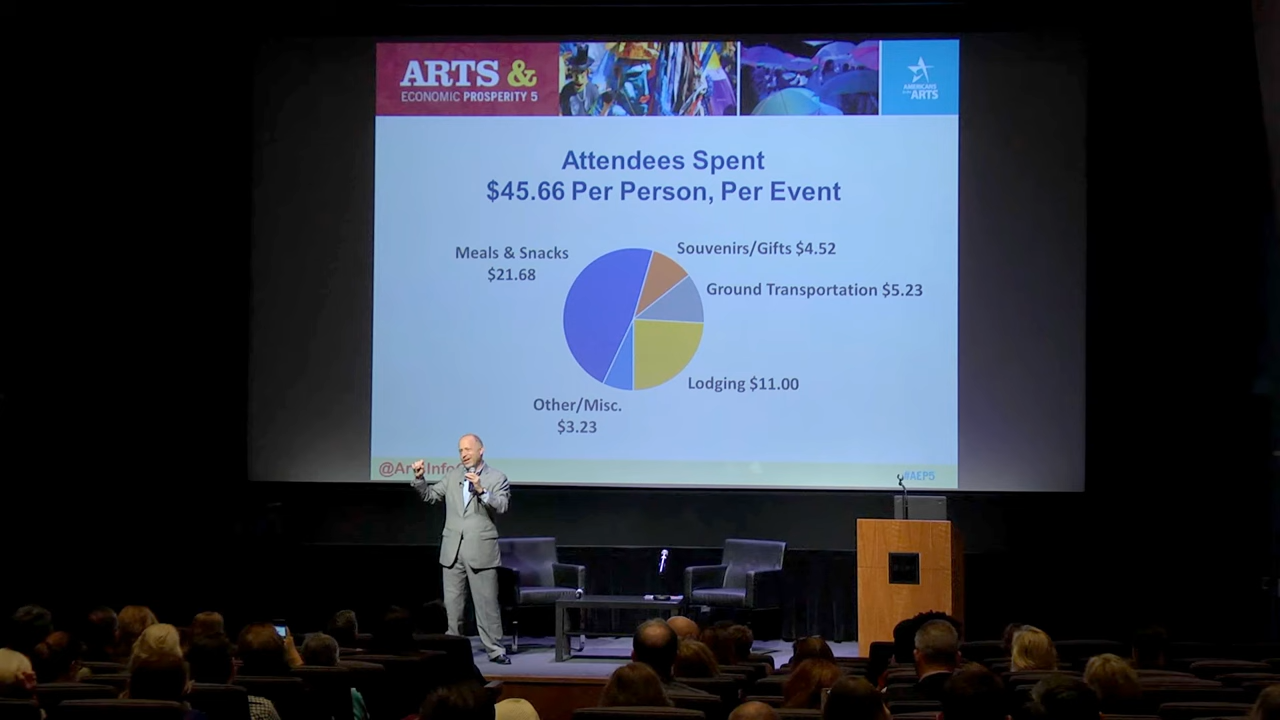 ARTS &
ECONOMIC PROSPERITY 5
AMERICANS
ARTS
Attendees Spent
$45.66 Per Person, Per Event
Meals & Snacks
$21.68
Souvenirs/Gifts $4.52
Ground Transportation $5.23
Lodging $11.00
Other/Misc.
$3.23
#AEP5